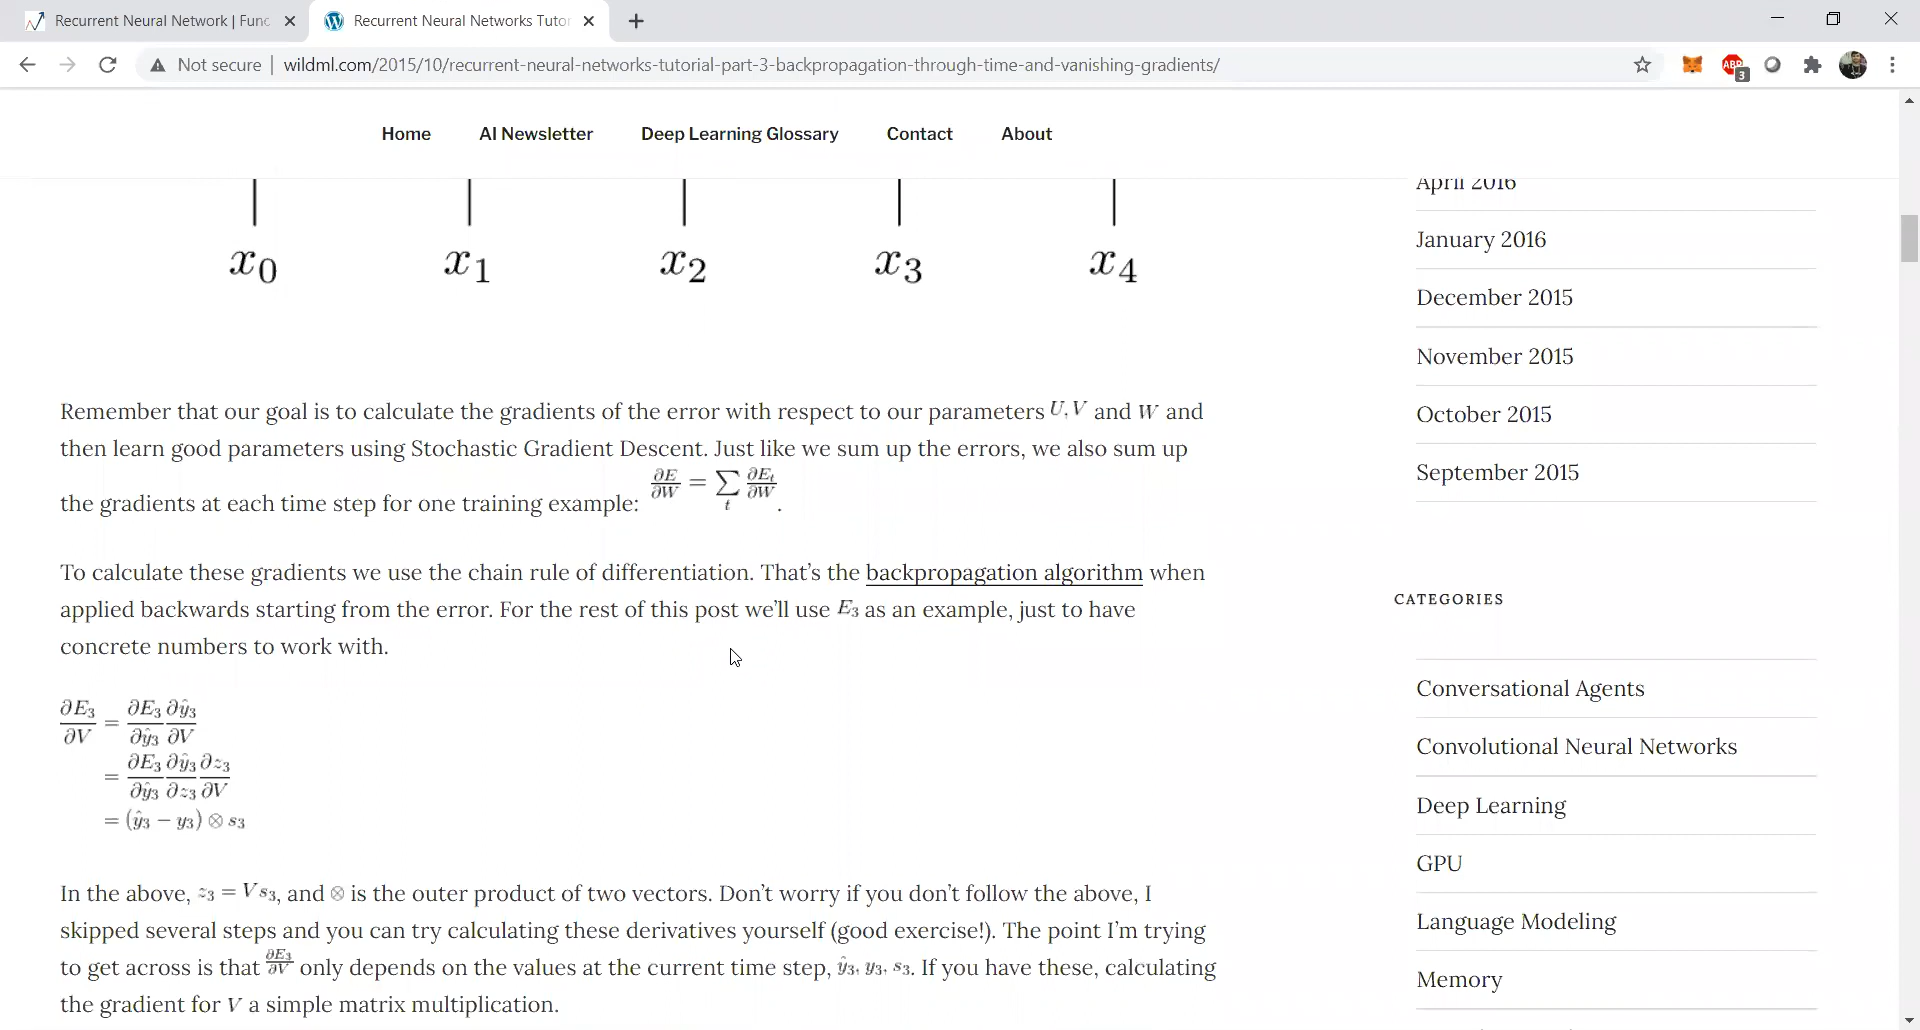 Recurrent Neural Network | Func
Recurrent Neural Networks Tutor
Not secure | wildml.com/2015/10/recurrent-neural-networks-tutorial-part-3-backpropagation-through-time-and-vanishing-gradients/
ABP
3
Home AI Newsletter Deep Learning Glossary Contact About
x₀ x₁ x₂ x₃ x₄
Remember that our goal is to calculate the gradients of the error with respect to our parameters U, V and W and
then learn good parameters using Stochastic Gradient Descent. Just like we sum up the errors, we also sum up
the gradients at each time step for one training example: ∂E/∂W = ∑ₜ ∂Eₜ/∂W.
To calculate these gradients we use the chain rule of differentiation. That's the backpropagation algorithm when
applied backwards starting from the error. For the rest of this post we'll use E₃ as an example, just to have
concrete numbers to work with.
∂E₃/∂V = ∂E₃/∂ŷ₃ ∂ŷ₃/∂V
= ∂E₃/∂ŷ₃ ∂ŷ₃/∂z₃ ∂z₃/∂V
= (ŷ₃ − y₃) ⊗ s₃
In the above, z₃ = Vs₃, and ⊗ is the outer product of two vectors. Don't worry if you don't follow the above, I
skipped several steps and you can try calculating these derivatives yourself (good exercise!). The point I'm trying
to get across is that ∂E₃/∂V only depends on the values at the current time step, ŷ₃, y₃, s₃. If you have these, calculating
the gradient for V a simple matrix multiplication.
April 2016
January 2016
December 2015
November 2015
October 2015
September 2015
CATEGORIES
Conversational Agents
Convolutional Neural Networks
Deep Learning
GPU
Language Modeling
Memory